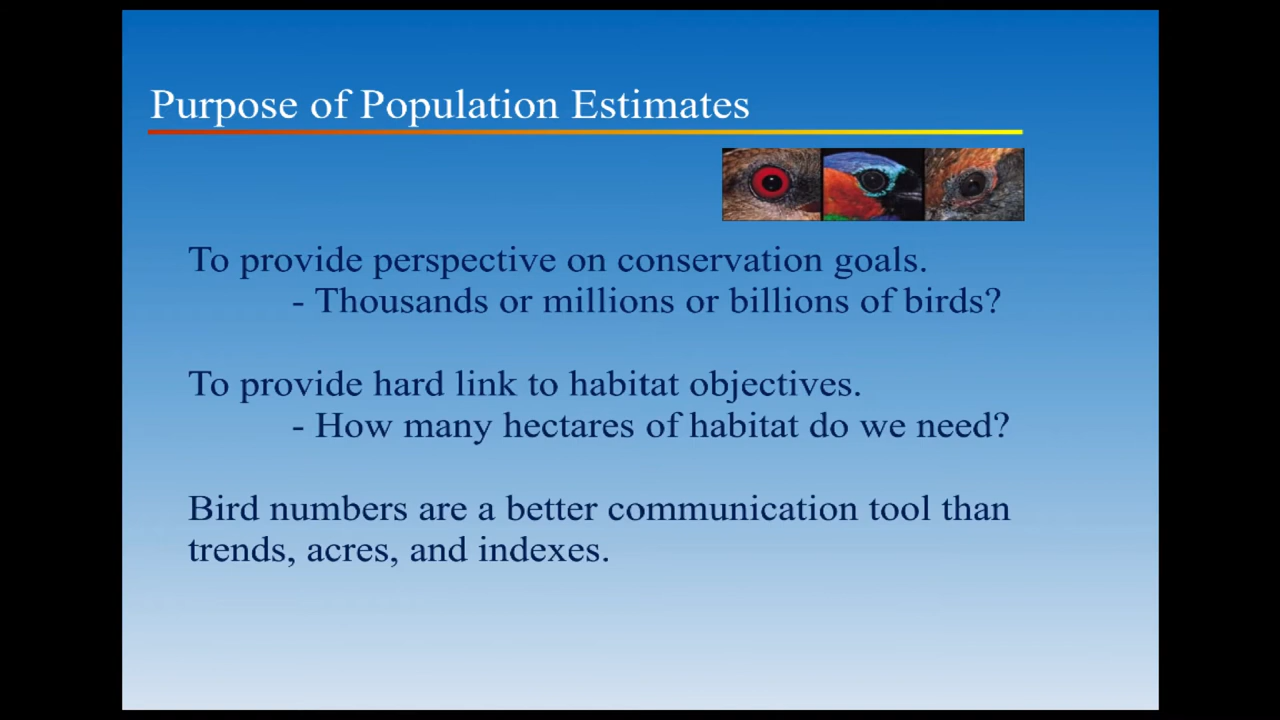 Purpose of Population Estimates
To provide perspective on conservation goals.
- Thousands or millions or billions of birds?
To provide hard link to habitat objectives.
- How many hectares of habitat do we need?
Bird numbers are a better communication tool than
trends, acres, and indexes.